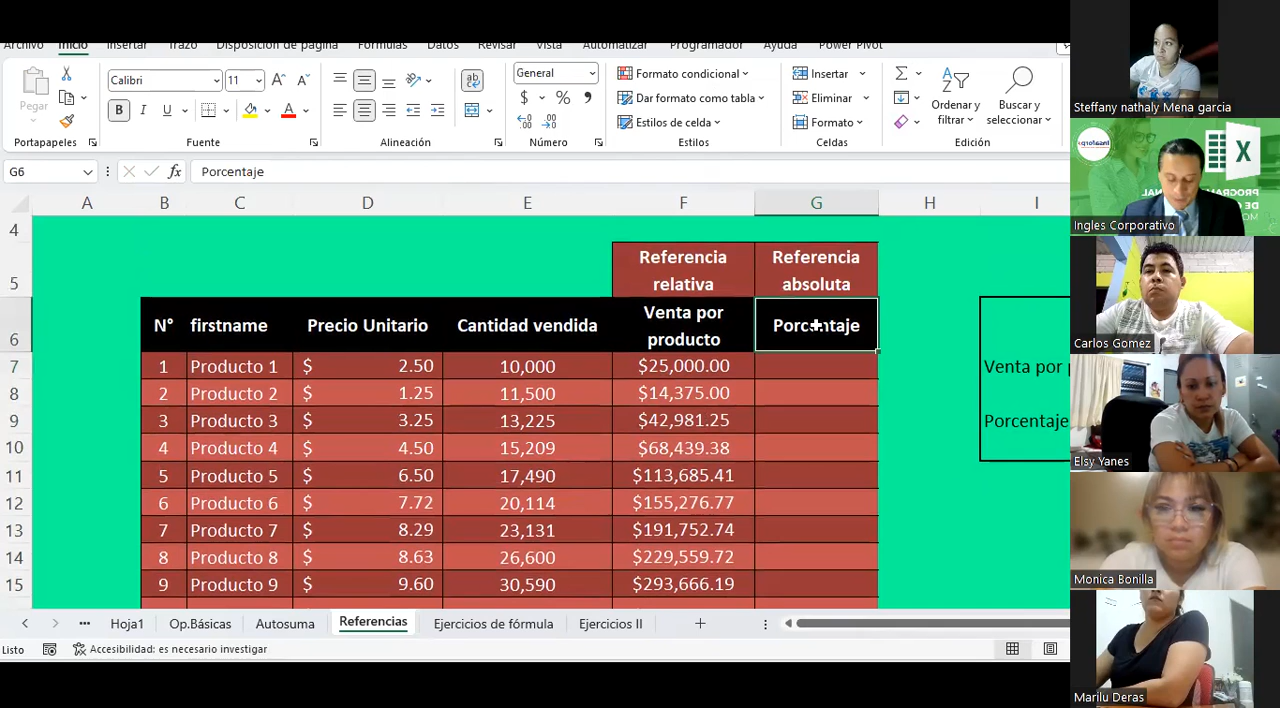 Archivo Inicio Insertar Trazo Disposición de página Fórmulas Datos Revisar Vista Automatizar Programador Ayuda Power Pivot
Pegar
Calibri 11
N K S
General
$ % 
Formato condicional
Dar formato como tabla
Estilos de celda
Insertar
Eliminar
Formato
Ordenar y filtrar
Buscar y seleccionar
Portapapeles Fuente Alineación Número Estilos Celdas Edición
G6 fx Porcentaje
A B C D E F G H I
4
5 Referencia relativa Referencia absoluta
6 N° firstname Precio Unitario Cantidad vendida Venta por producto Porcentaje
7 1 Producto 1 $ 2.50 10,000 $25,000.00 Venta por
8 2 Producto 2 $ 1.25 11,500 $14,375.00
9 3 Producto 3 $ 3.25 13,225 $42,981.25 Porcentaje
10 4 Producto 4 $ 4.50 15,209 $68,439.38
11 5 Producto 5 $ 6.50 17,490 $113,685.41
12 6 Producto 6 $ 7.72 20,114 $155,276.77
13 7 Producto 7 $ 8.29 23,131 $191,752.74
14 8 Producto 8 $ 8.63 26,600 $229,559.72
15 9 Producto 9 $ 9.60 30,590 $293,666.19
Hoja1 Op.Básicas Autosuma Referencias Ejercicios de fórmula Ejercicios II
Listo Accesibilidad: es necesario investigar
Steffany nathaly Mena garcia
X
Ingles Corporativo
Carlos Gomez
Elsy Yanes
Monica Bonilla
Marilu Deras